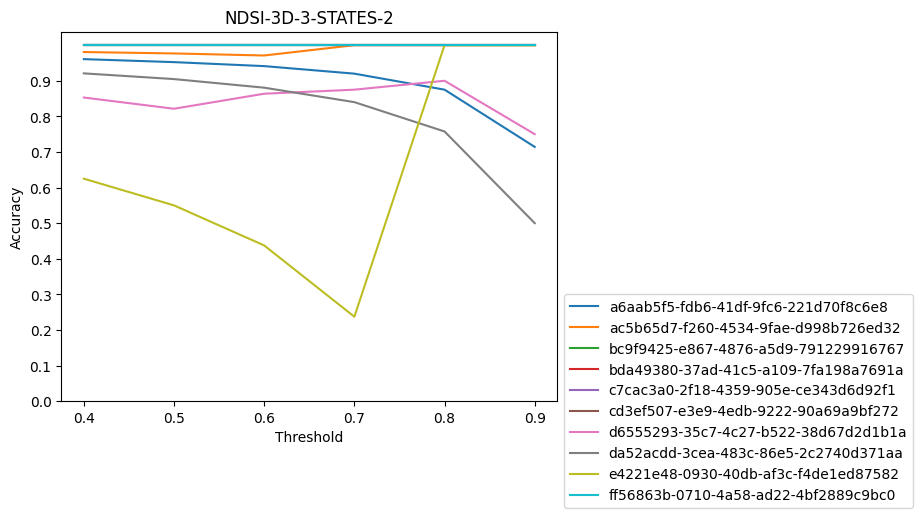 NDSI-3D-3-STATES-2
Accuracy
0.9
0.8
0.7
0.6
0.5
0.4
0.3
0.2
0.1
0.0
0.4 0.5 0.6 0.7 0.8 0.9
Threshold
a6aab5f5-fdb6-41df-9fc6-221d70f8c6e8
ac5b65d7-f260-4534-9fae-d998b726ed32
bc9f9425-e867-4876-a5d9-791229916767
bda49380-37ad-41c5-a109-7fa198a7691a
c7cac3a0-2f18-4359-905e-ce343d6d92f1
cd3ef507-e3e9-4edb-9222-90a69a9bf272
d6555293-35c7-4c27-b522-38d67d2d1b1a
da52acdd-3cea-483c-86e5-2c2740d371aa
e4221e48-0930-40db-af3c-f4de1ed87582
ff56863b-0710-4a58-ad22-4bf2889c9bc0